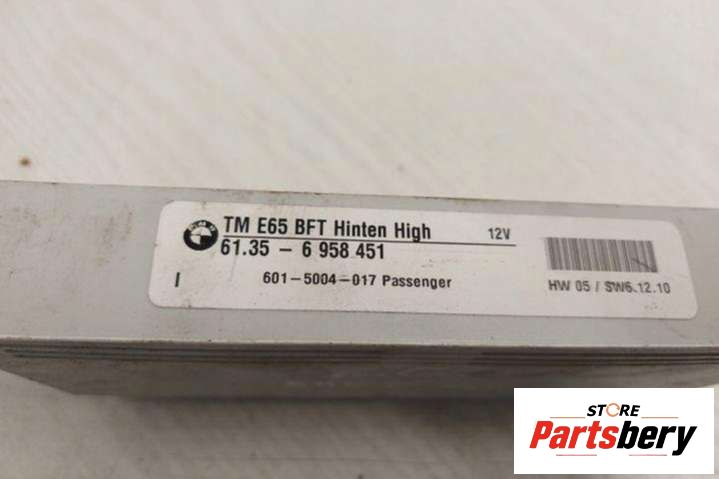 BMW
TM E65 BFT Hinten High 12V
61.35 - 6 958 451
I 601-5004-017 Passenger
HW 05 / SW6.12.10
STORE
Partsbery